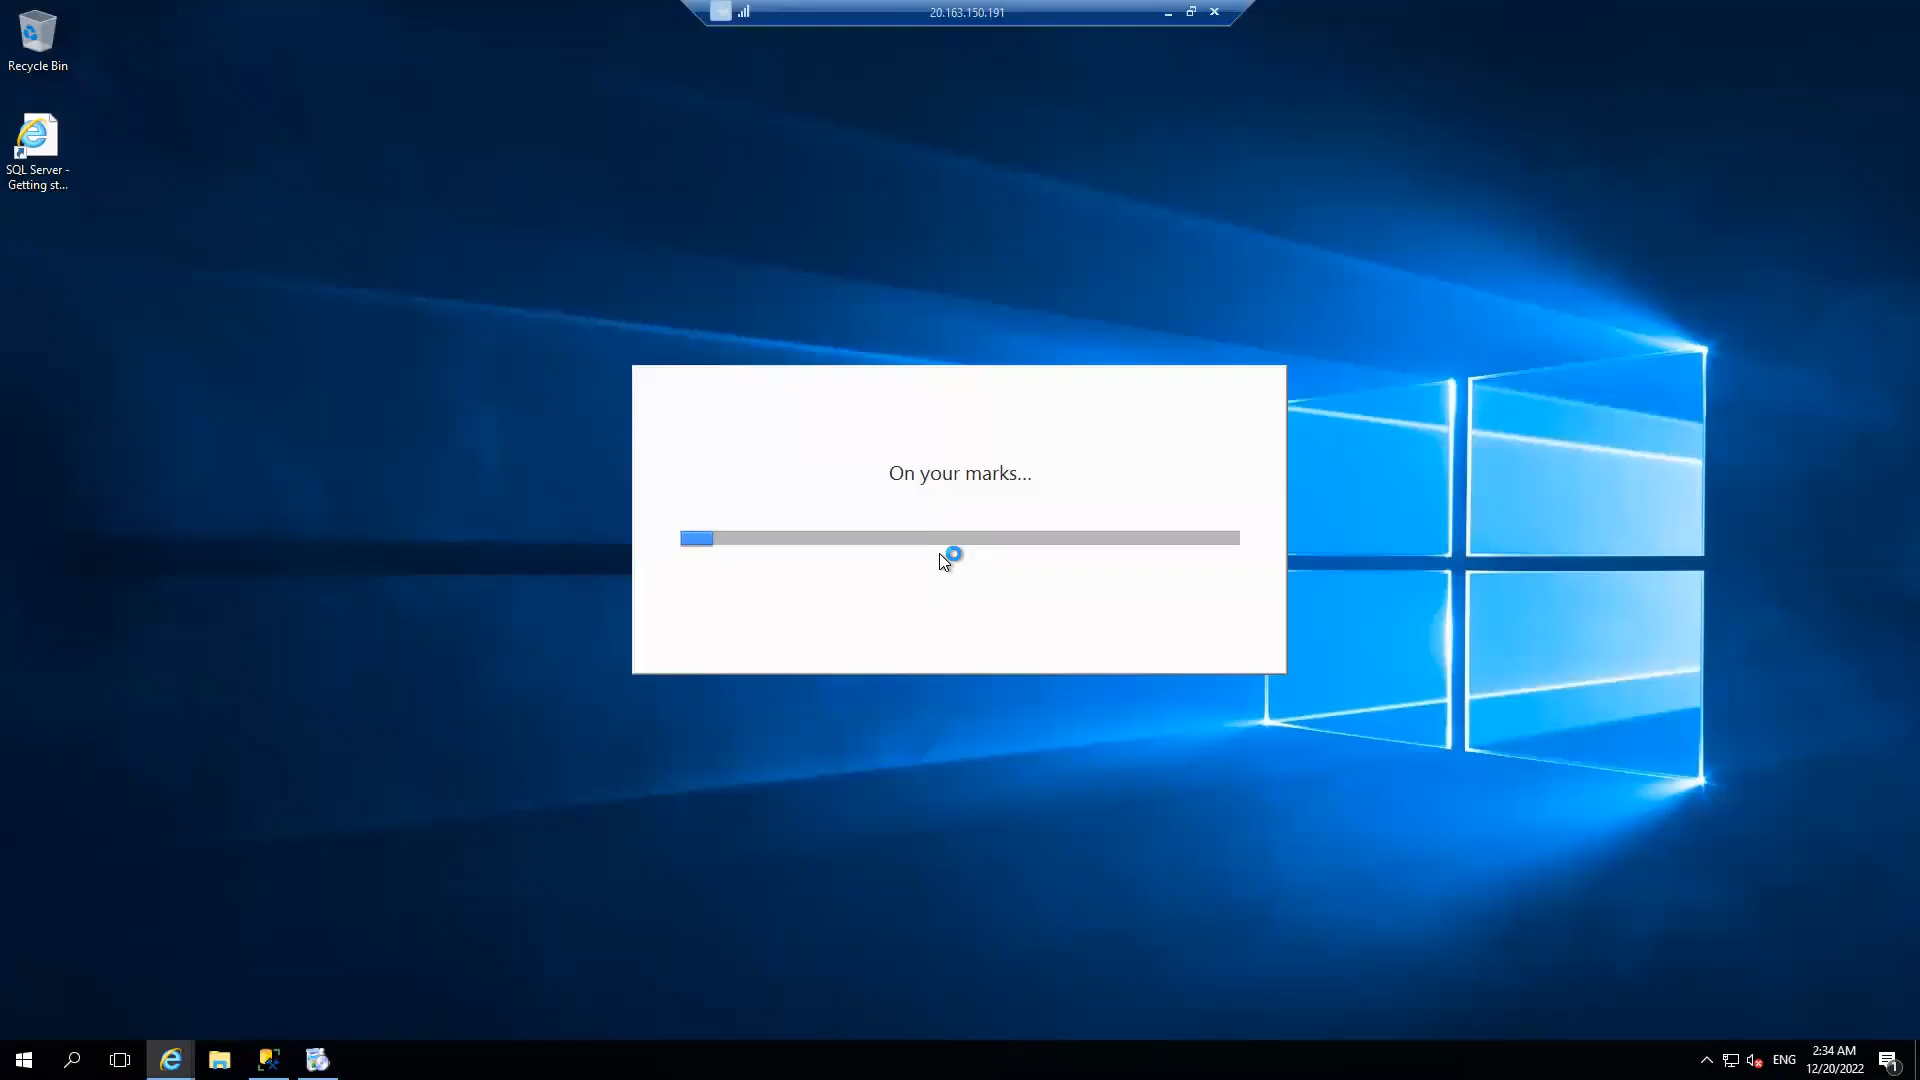 20.163.150.191
Recycle Bin
SQL Server -
Getting st...
On your marks...
ENG
2:34 AM
12/20/2022
1